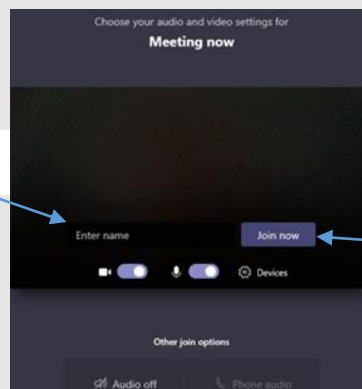 Choose your audio and video settings for
Meeting now
Enter name
Join now
Devices
Other join options
Audio off
Phone audio